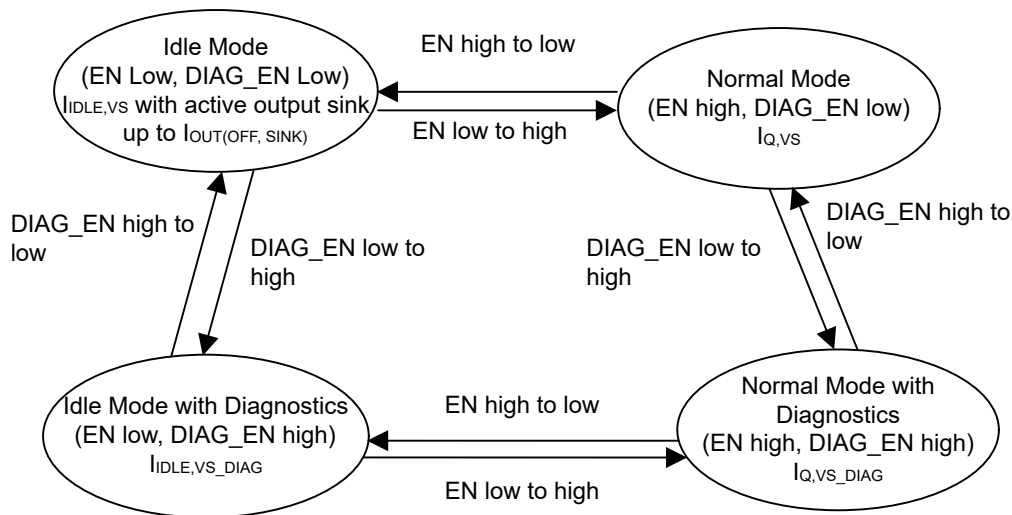 Idle Mode
(EN Low, DIAG_EN Low)
IIDLE,VS with active output sink
up to IOUT(OFF, SINK)
EN high to low
EN low to high
Normal Mode
(EN high, DIAG_EN low)
IQ,VS
DIAG_EN high to
low
DIAG_EN low to
high
DIAG_EN low to
high
DIAG_EN high to
low
Idle Mode with Diagnostics
(EN low, DIAG_EN high)
IIDLE,VS_DIAG
EN high to low
EN low to high
Normal Mode with
Diagnostics
(EN high, DIAG_EN high)
IQ,VS_DIAG